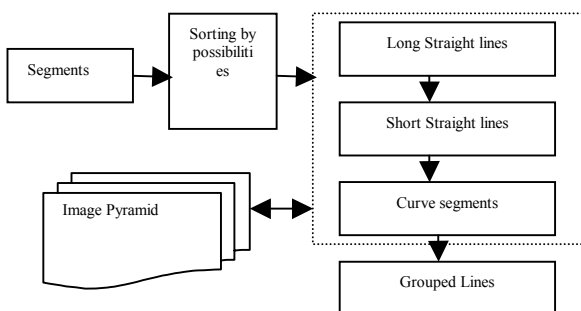 Segments
Sorting by
possibiliti
es
Long Straight lines
Short Straight lines
Curve segments
Image Pyramid
Grouped Lines